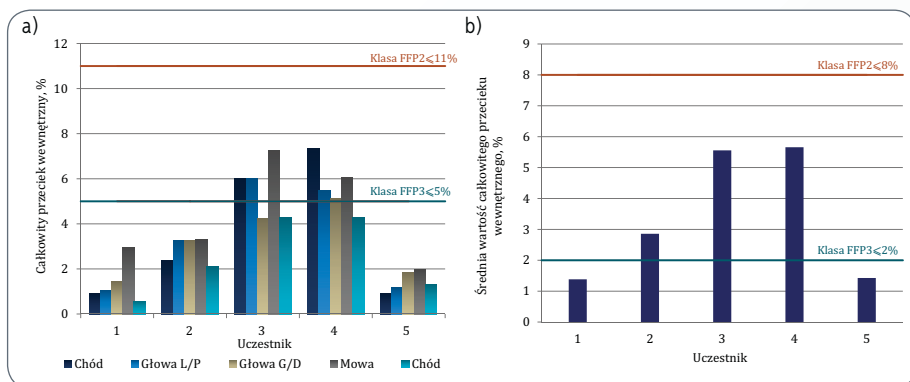 a)
Całkowity przeciek wewnętrzny, %
12
10
8
6
4
2
0
Klasa FFP2⩽11%
Klasa FFP3⩽5%
1 2 3 4 5
Uczestnik
Chód Głowa L/P Głowa G/D Mowa Chód
b)
Średnia wartość całkowitego przecieku
wewnętrznego, %
9
8
7
6
5
4
3
2
1
0
Klasa FFP2⩽8%
Klasa FFP3⩽2%
1 2 3 4 5
Uczestnik